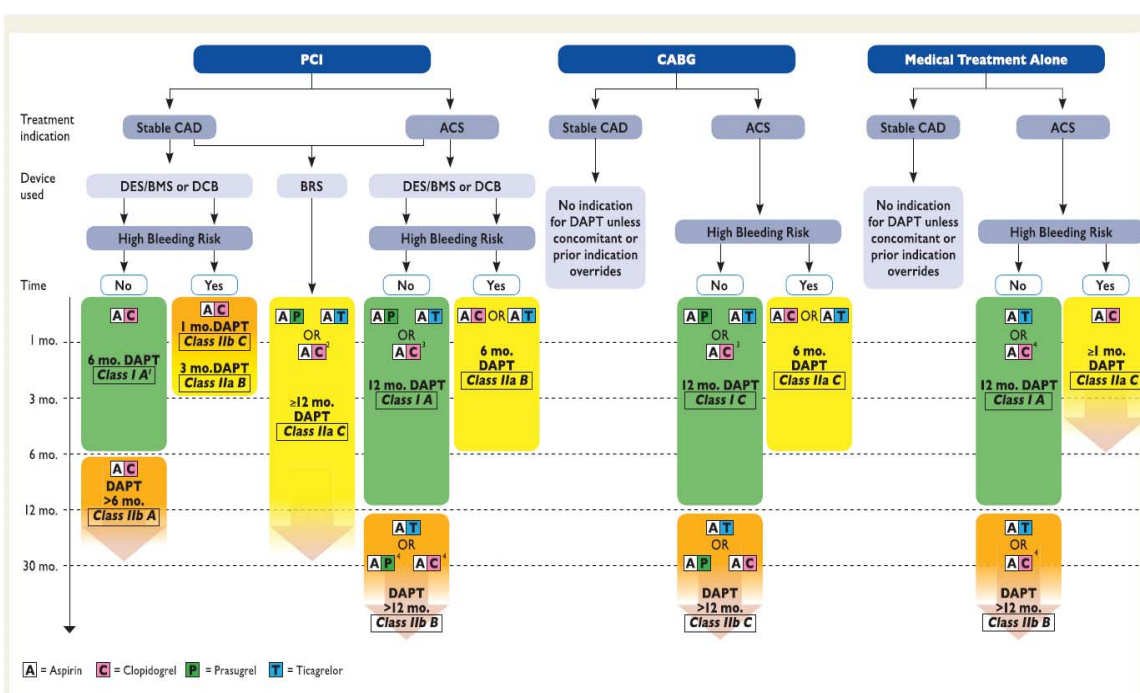 PCI
CABG
Medical Treatment Alone
Treatment indication
Stable CAD
ACS
Stable CAD
ACS
Stable CAD
ACS
Device used
DES/BMS or DCB
BRS
DES/BMS or DCB
No indication
for DAPT unless
concomitant or
prior indication
overrides
No indication
for DAPT unless
concomitant or
prior indication
overrides
High Bleeding Risk
High Bleeding Risk
High Bleeding Risk
High Bleeding Risk
Time
No
Yes
No
Yes
No
Yes
No
Yes
1 mo.
3 mo.
6 mo.
12 mo.
30 mo.
A C
6 mo. DAPT
Class I A1
A C
DAPT
>6 mo.
Class IIb A
A C
1 mo.DAPT
Class IIb C
3 mo.DAPT
Class IIa B
A P A T
OR
A C 2
≥12 mo.
DAPT
Class IIa C
A P A T
OR
A C 3
12 mo. DAPT
Class I A
A T
OR
A P 4 A C 4
DAPT
>12 mo.
Class IIb B
A C OR A T
6 mo.
DAPT
Class IIa B
A P A T
OR
A C 3
12 mo. DAPT
Class I C
A T
OR
A P A C
DAPT
>12 mo.
Class IIb C
A C OR A T
6 mo.
DAPT
Class IIa C
A T
OR
A C 4
12 mo. DAPT
Class I A
A T
OR
A C 4
DAPT
>12 mo.
Class IIb B
A C
≥1 mo.
DAPT
Class IIa C
A = Aspirin C = Clopidogrel P = Prasugrel T = Ticagrelor